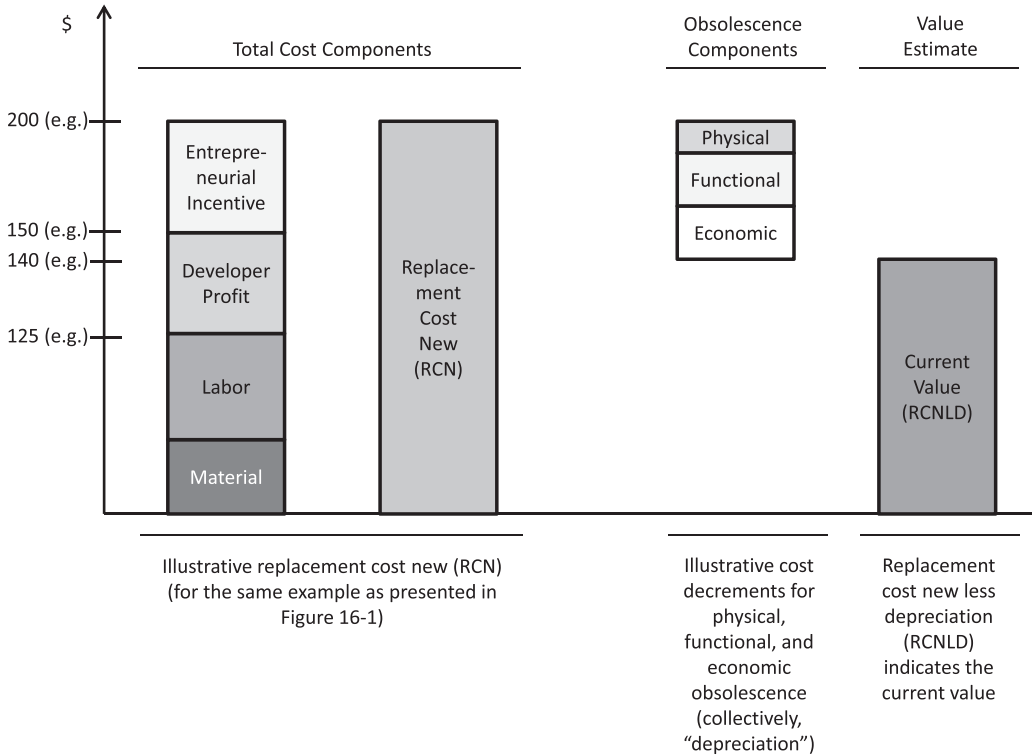 $
Total Cost Components
Obsolescence
Components
Value
Estimate
200 (e.g.)
150 (e.g.)
140 (e.g.)
125 (e.g.)
Entrepre-
neurial
Incentive
Developer
Profit
Labor
Material
Replace-
ment
Cost
New
(RCN)
Physical
Functional
Economic
Current
Value
(RCNLD)
Illustrative replacement cost new (RCN)
(for the same example as presented in
Figure 16-1)
Illustrative cost
decrements for
physical,
functional, and
economic
obsolescence
(collectively,
“depreciation”)
Replacement
cost new less
depreciation
(RCNLD)
indicates the
current value